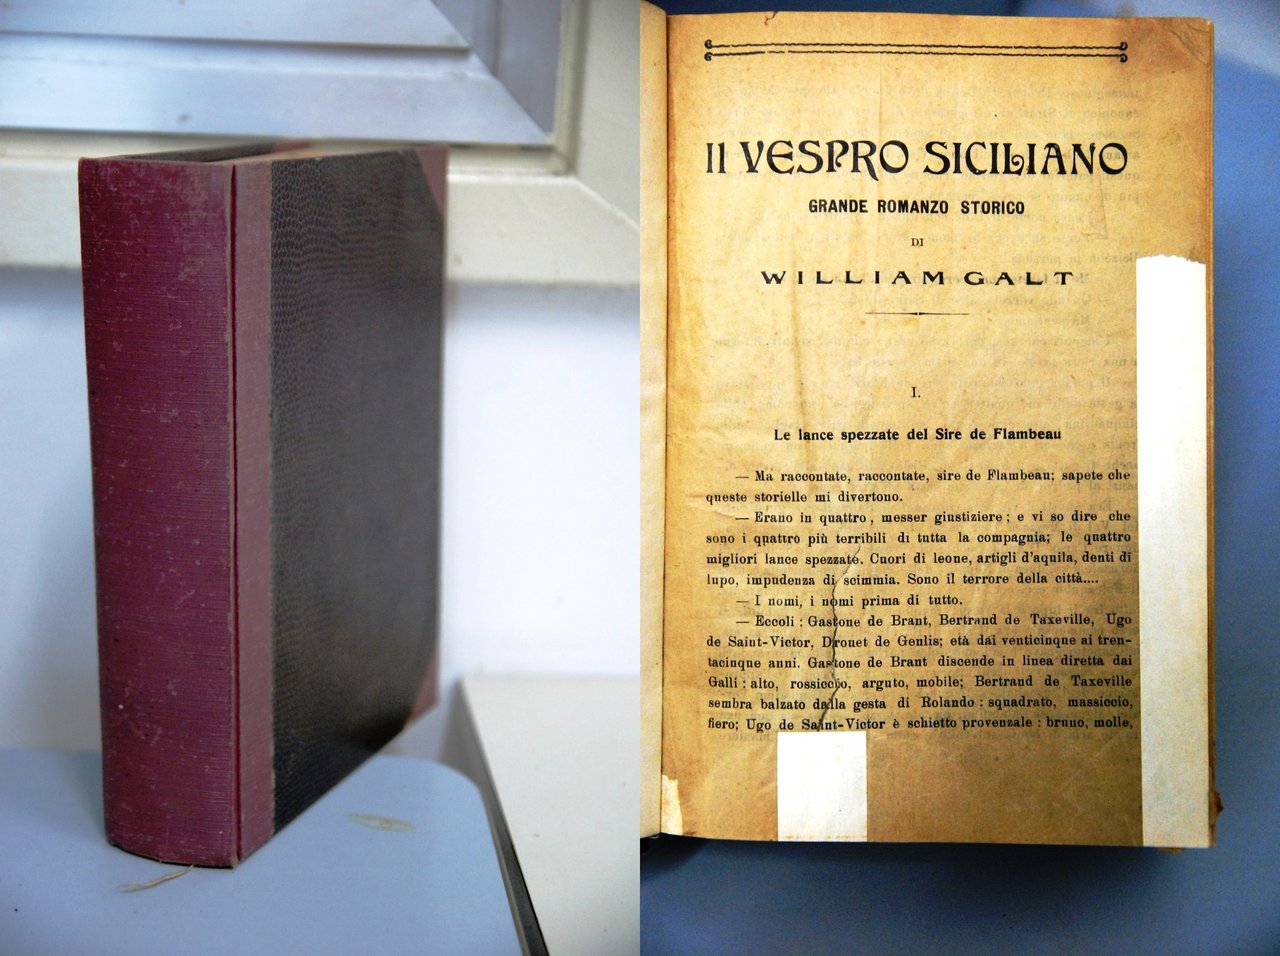 Il VESPRO SICILIANO
GRANDE ROMANZO STORICO
DI
WILLIAM GALT
I.
Le lance spezzate del Sire de Flambeau
— Ma raccontate, raccontate, sire de Flambeau; sapete che
queste storielle mi divertono.
— Erano in quattro, messer giustiziere; e vi so dire che
sono i quattro più terribili di tutta la compagnia; le quattro
migliori lance spezzate. Cuori di leone, artigli d'aquila, denti di
lupo, impudenza di scimmia. Sono il terrore della città....
— I nomi, i nomi prima di tutto.
— Eccoli: Gastone de Brant, Bertrand de Taxeville, Ugo
de Saint-Victor, Drouet de Genlis; età dai venticinque ai tren-
tacinque anni. Gastone de Brant discende in linea diretta dai
Galli: alto, rossiccio, arguto, mobile; Bertrand de Taxeville
sembra balzato dalla gesta di Rolando: squadrato, massiccio,
fiero; Ugo de Saint-Victor è schietto provenzale: bruno, molle,